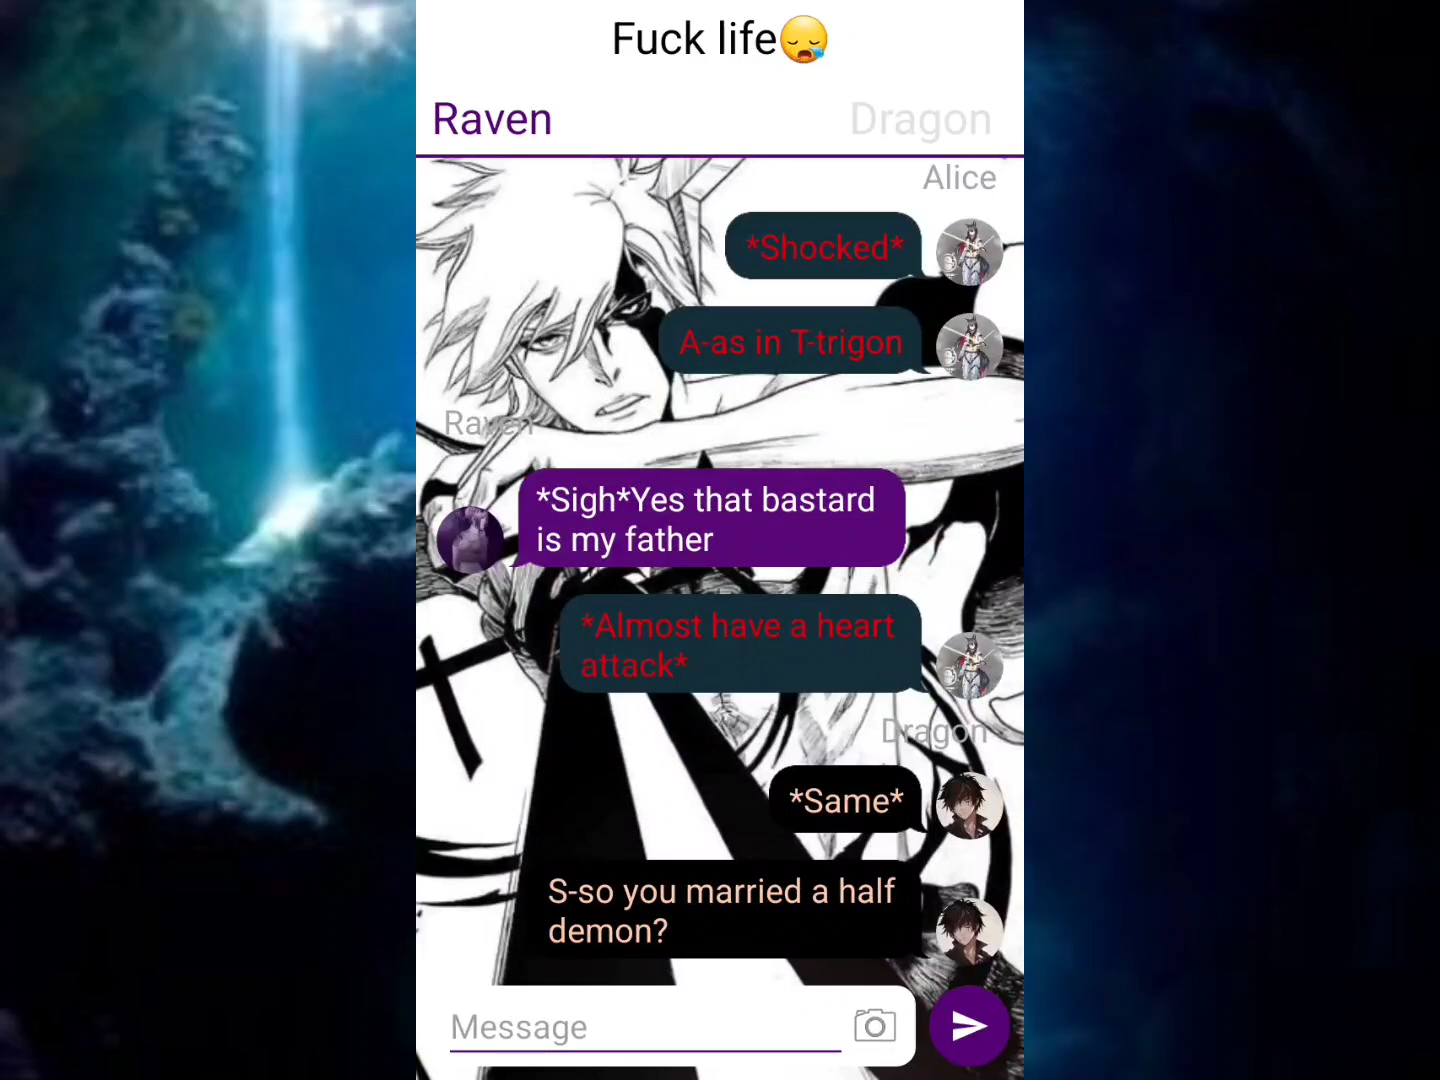 Fuck life😪
Raven
Dragon
Alice
*Shocked*
A-as in T-trigon
Raven
*Sigh*Yes that bastard
is my father
*Almost have a heart
attack*
Dragon
*Same*
S-so you married a half
demon?
Message